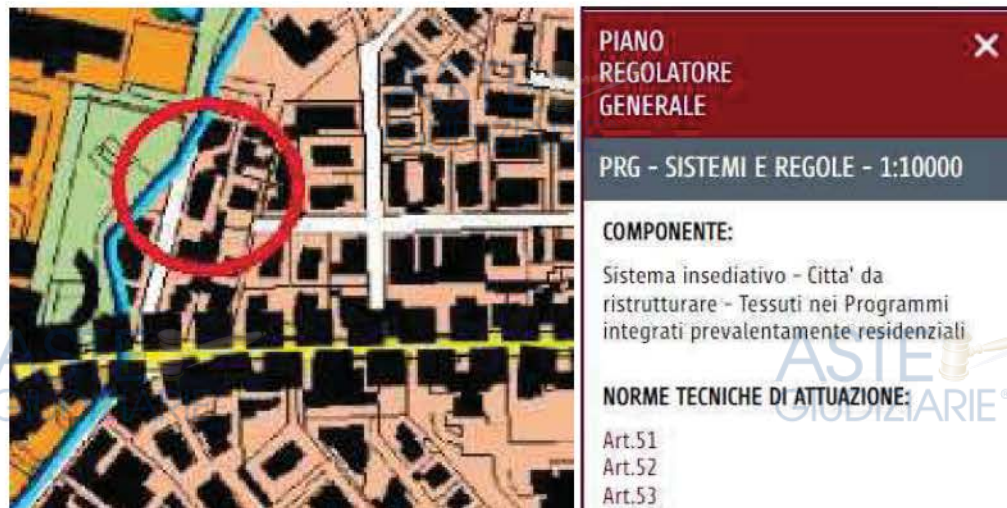 PIANO
REGOLATORE
GENERALE
PRG - SISTEMI E REGOLE - 1:10000
COMPONENTE:
Sistema insediativo - Citta' da
ristrutturare - Tessuti nei Programmi
integrati prevalentamente residenziali
NORME TECNICHE DI ATTUAZIONE:
Art.51
Art.52
Art.53
ASTE
GIUDIZIARIE®